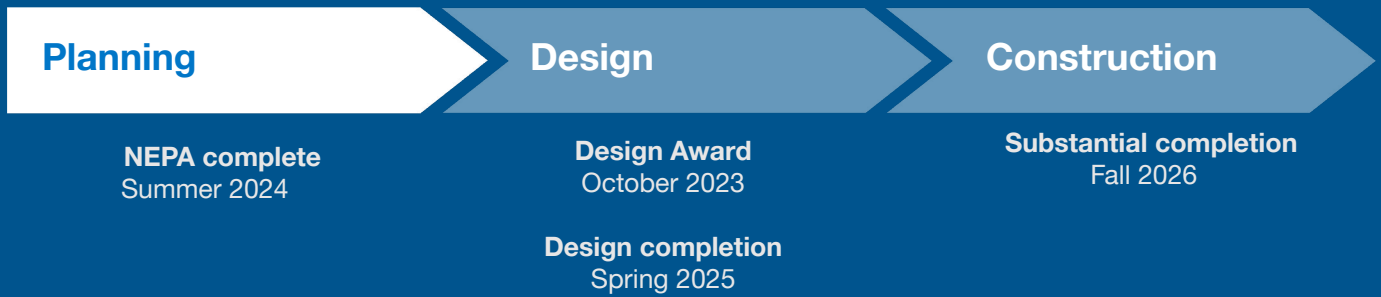 Planning
Design
Construction
NEPA complete
Summer 2024
Design Award
October 2023
Design completion
Spring 2025
Substantial completion
Fall 2026